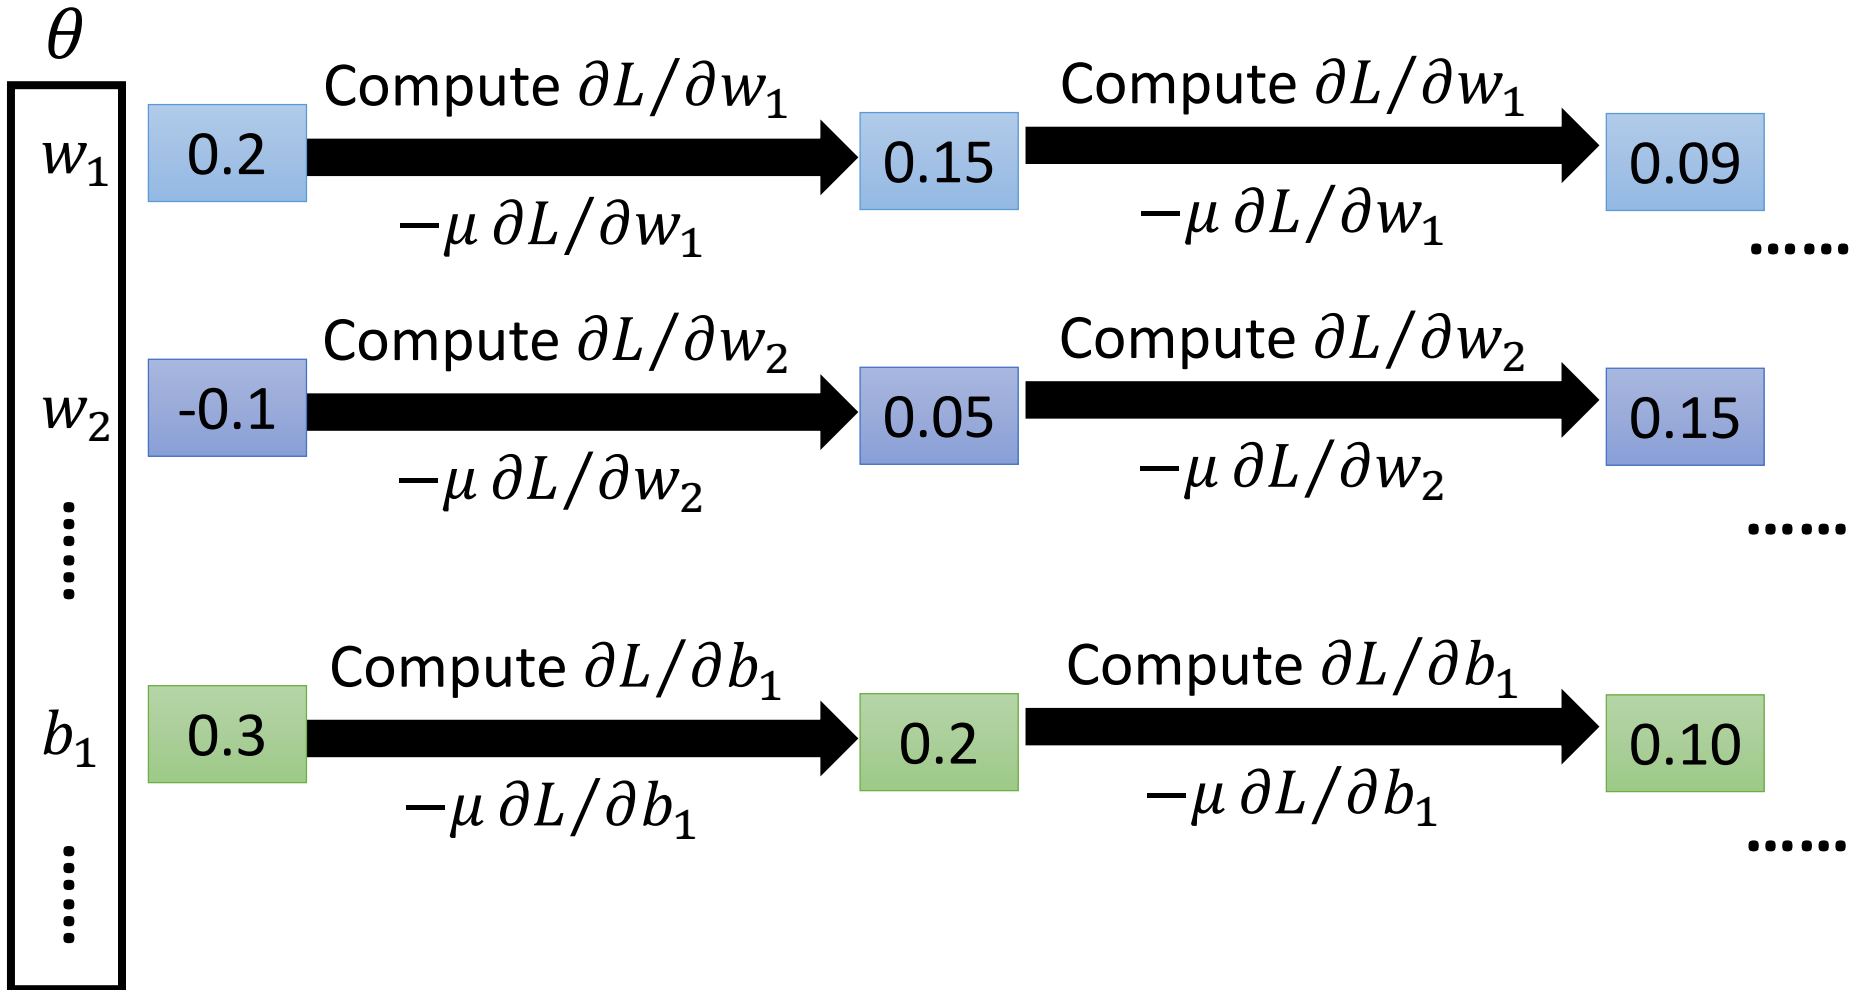 θ
Compute ∂L/∂w₁ Compute ∂L/∂w₁
w₁ 0.2 0.15 0.09
−μ ∂L/∂w₁ −μ ∂L/∂w₁
……
Compute ∂L/∂w₂ Compute ∂L/∂w₂
w₂ -0.1 0.05 0.15
−μ ∂L/∂w₂ −μ ∂L/∂w₂
…… ……
Compute ∂L/∂b₁ Compute ∂L/∂b₁
b₁ 0.3 0.2 0.10
−μ ∂L/∂b₁ −μ ∂L/∂b₁
…… ……